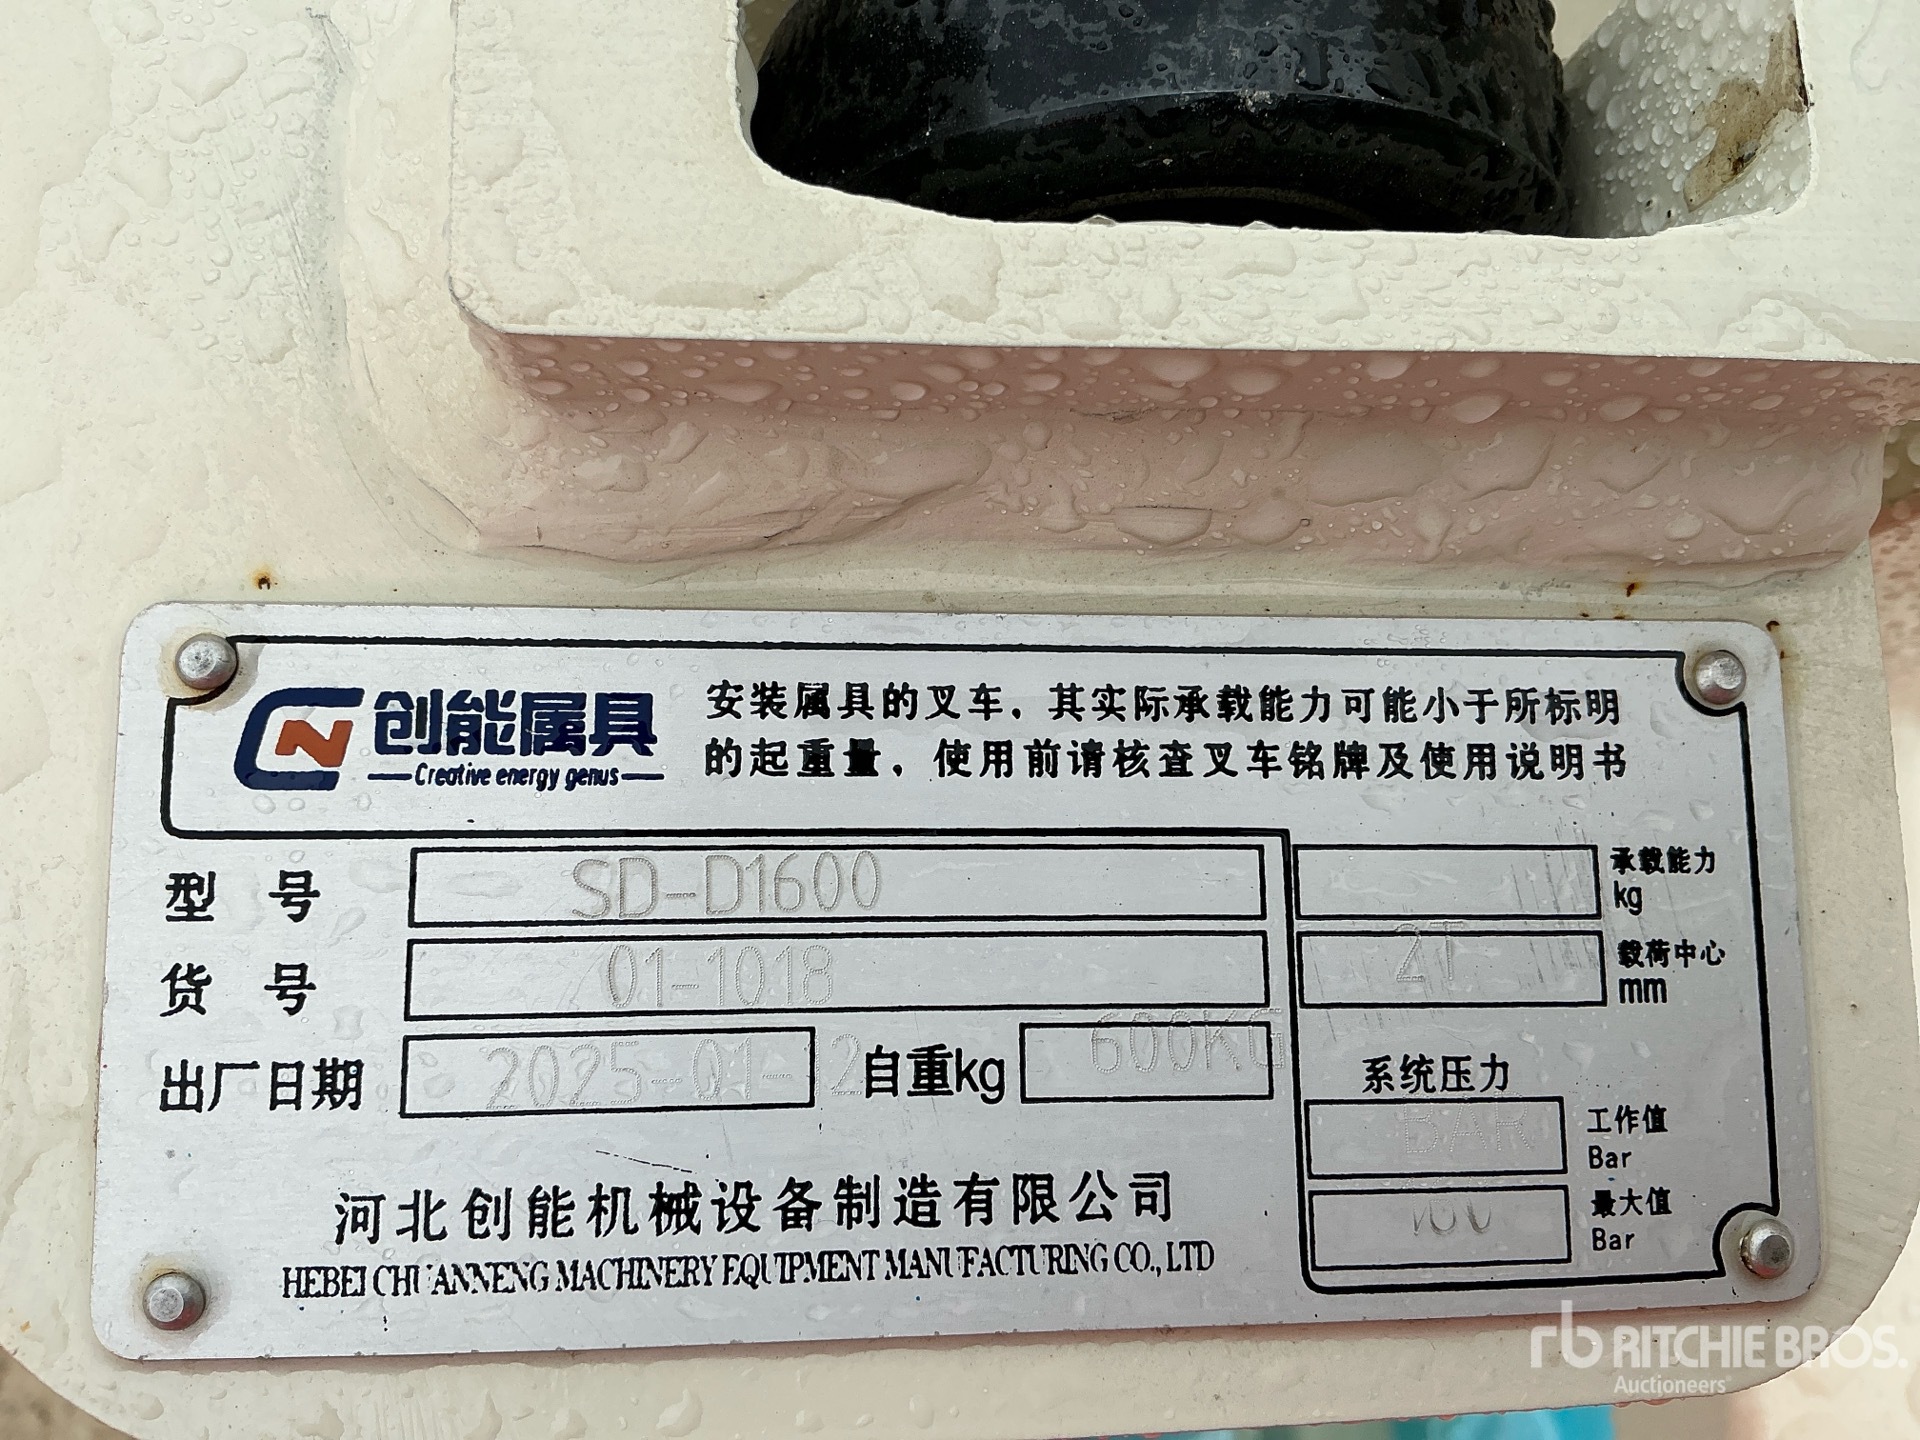 CN 创能属具
Creative energy genus
安装属具的叉车，其实际承载能力可能小于所标明
的起重量，使用前请核查叉车铭牌及使用说明书
型 号 SD-D1600
承载能力
kg
货 号 01-1018
2T 载荷中心
mm
出厂日期 2025-01-12 自重kg 600KG
系统压力
BAR 工作值
Bar
最大值
Bar
河北创能机械设备制造有限公司
HEBEI CHUANNENG MACHINERY EQUIPMENT MANUFACTURING CO., LTD
rb RITCHIE BROS.
Auctioneers